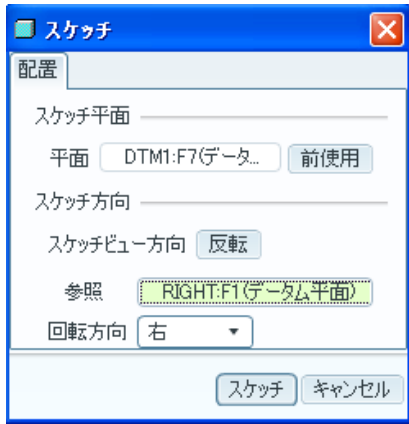 スケッチ
配置
スケッチ平面
平面 DTM1:F7(データ... 前使用
スケッチ方向
スケッチビュー方向 反転
参照 RIGHT:F1(データム平面)
回転方向 右
スケッチ キャンセル